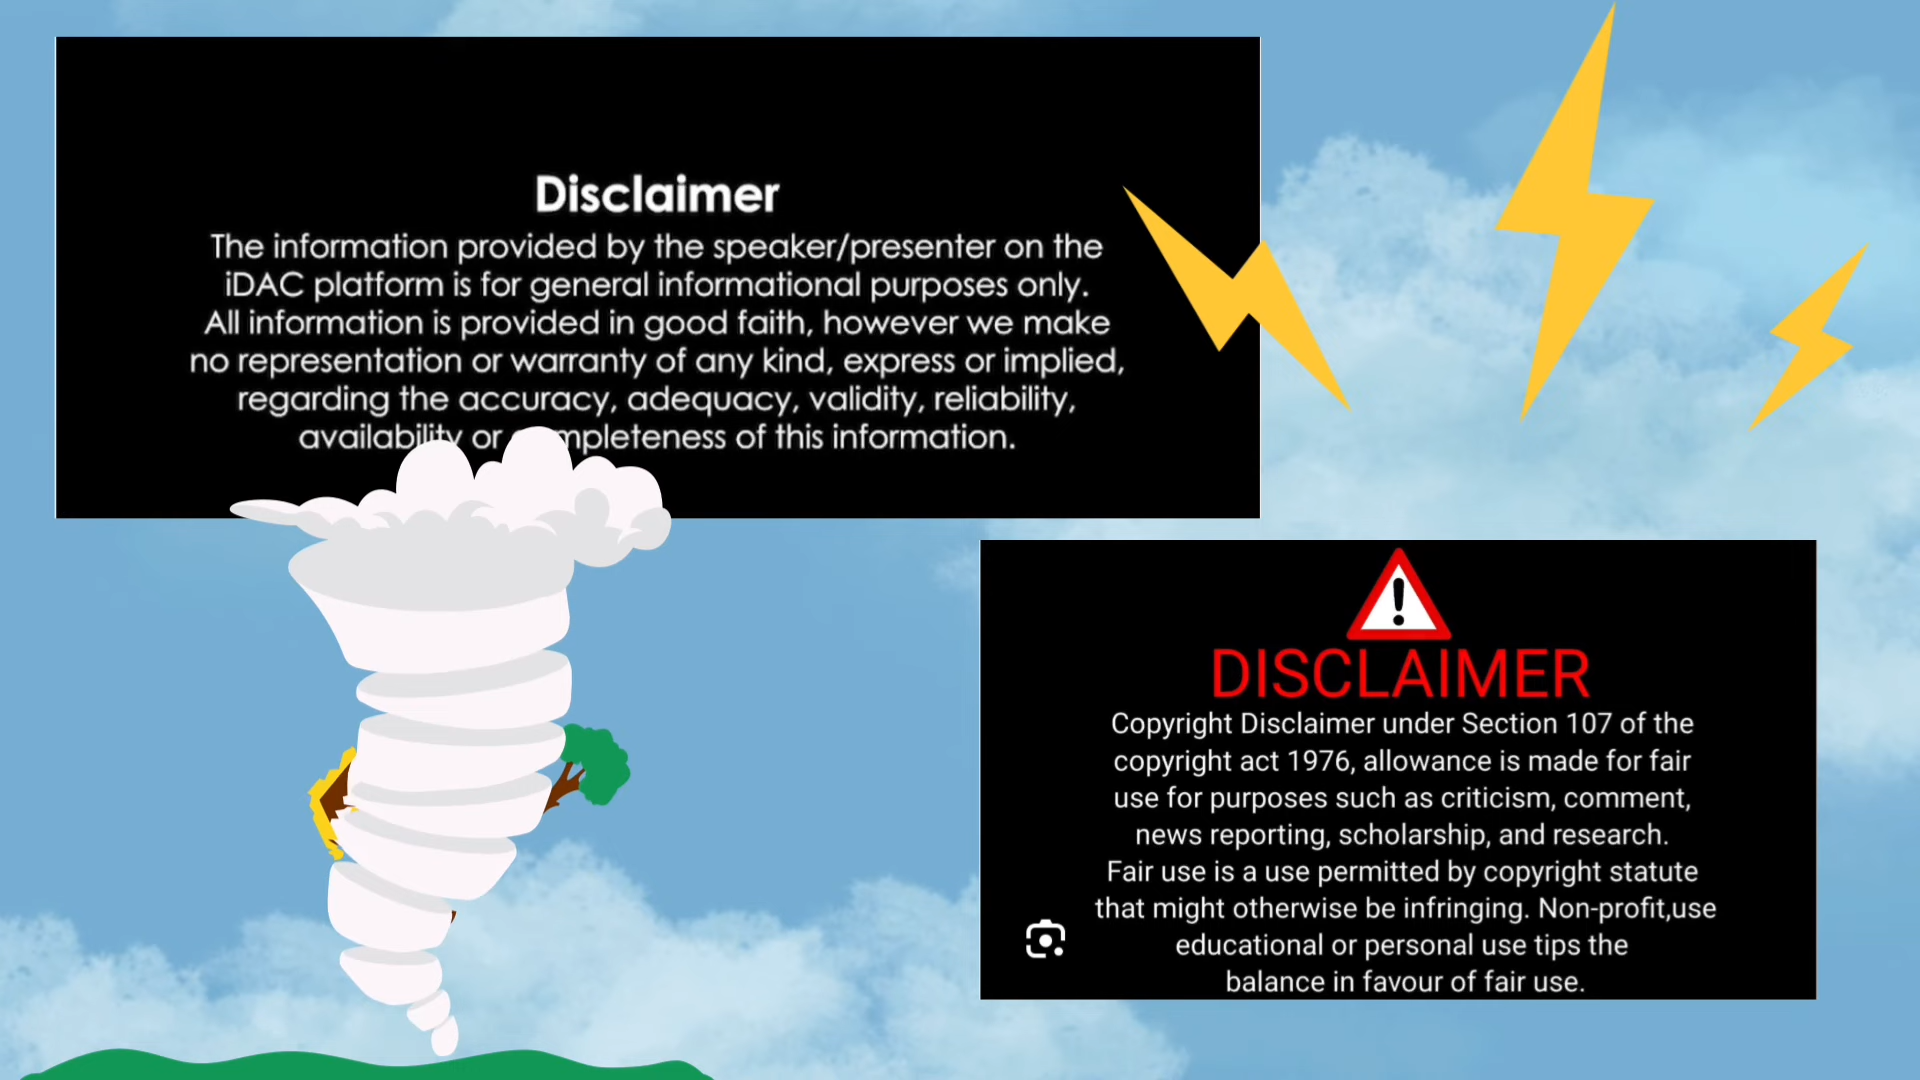 Disclaimer
The information provided by the speaker/presenter on the
iDAC platform is for general informational purposes only.
All information is provided in good faith, however we make
no representation or warranty of any kind, express or implied,
regarding the accuracy, adequacy, validity, reliability,
availability or of this information.
DISCLAIMER
Copyright Disclaimer under Section 107 of the
copyright act 1976, allowance is made for fair
use for purposes such as criticism, comment,
news reporting, scholarship, and research.
Fair use is a use permitted by copyright statute
that might otherwise be infringing. Non-profit,use
educational or personal use tips the
balance in favour of fair use.